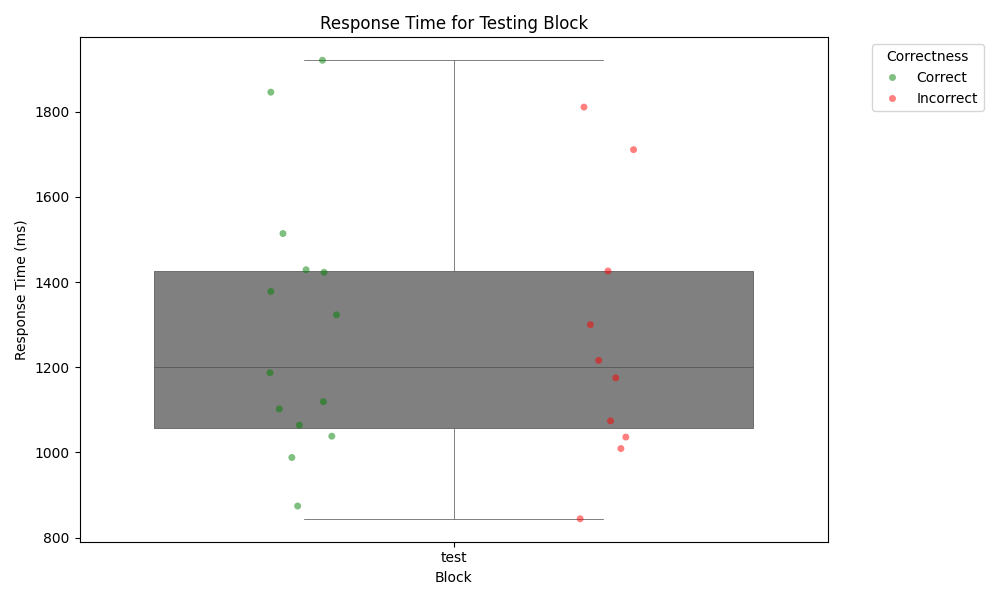 Response Time for Testing Block
Correctness
Correct
Incorrect
Response Time (ms)
1800
1600
1400
1200
1000
800
test
Block